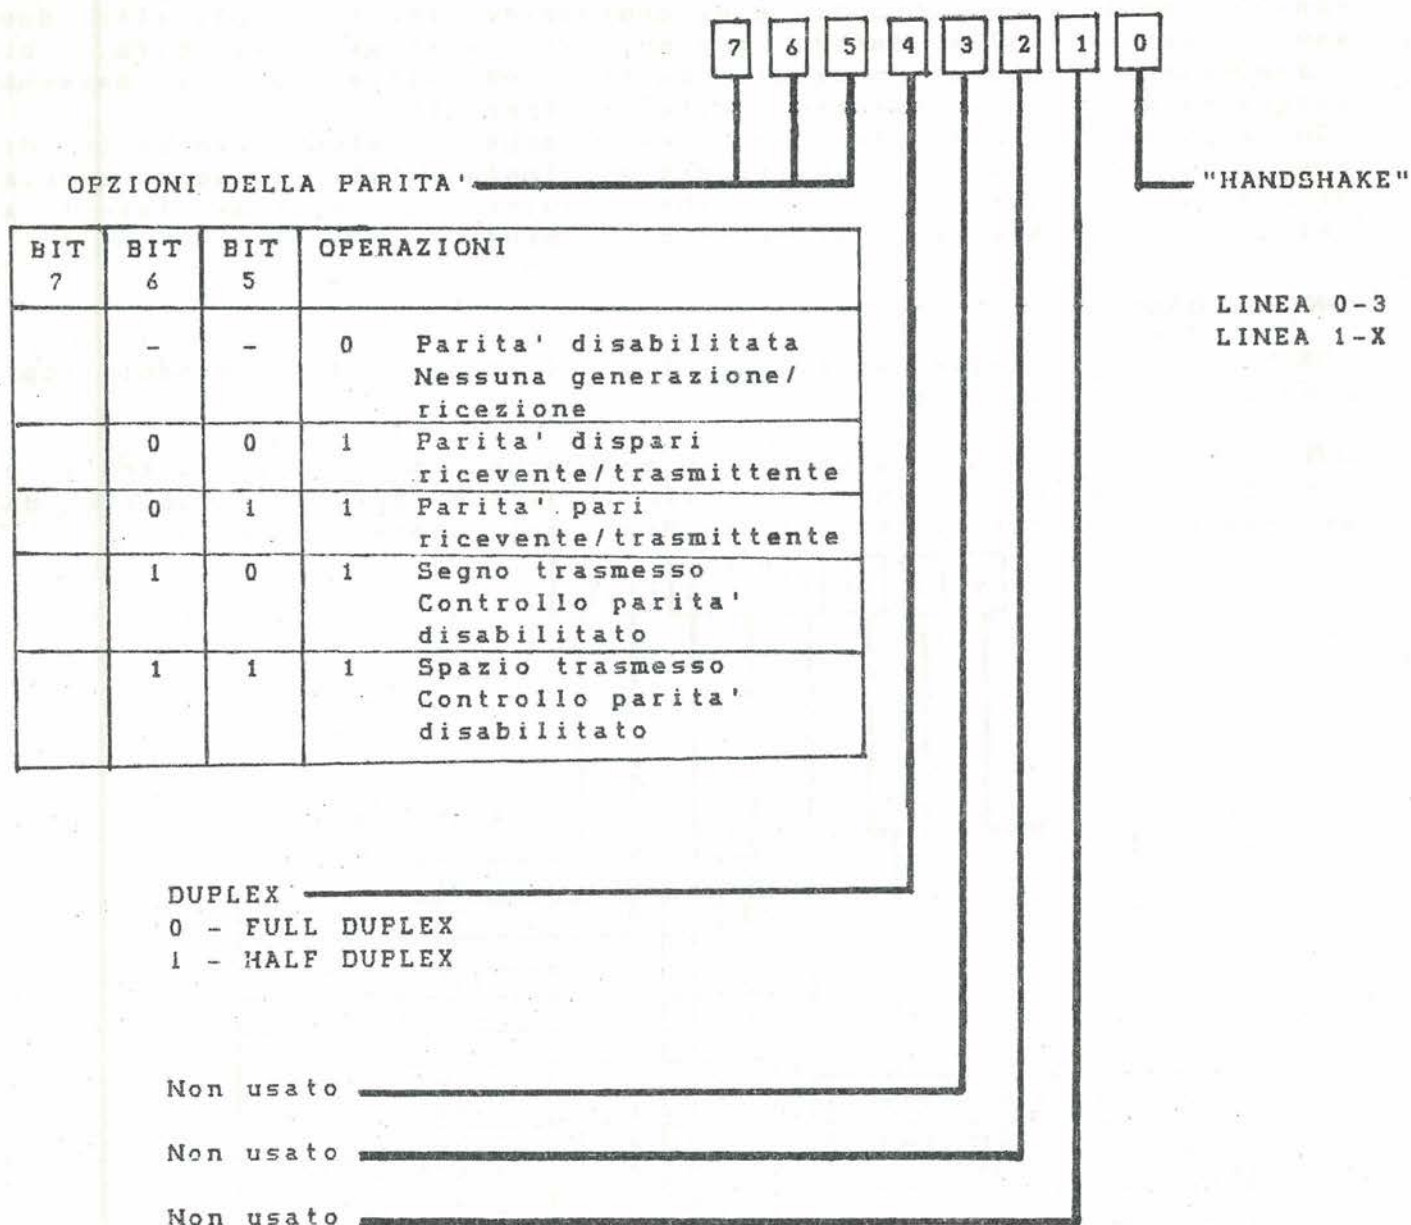 7 6 5 4 3 2 1 0
OPZIONI DELLA PARITA' "HANDSHAKE"
BIT BIT BIT OPERAZIONI
7 6 5
LINEA 0-3
LINEA 1-X
- - 0 Parita' disabilitata
Nessuna generazione/
ricezione
0 0 1 Parita' dispari
ricevente/trasmittente
0 1 1 Parita' pari
ricevente/trasmittente
1 0 1 Segno trasmesso
Controllo parita'
disabilitato
1 1 1 Spazio trasmesso
Controllo parita'
disabilitato
DUPLEX
0 - FULL DUPLEX
1 - HALF DUPLEX
Non usato
Non usato
Non usato